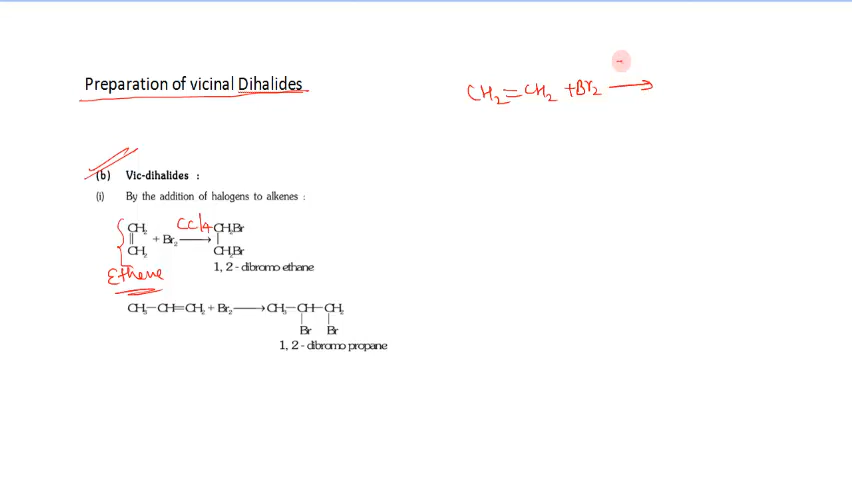 Preparation of vicinal Dihalides
CH₂=CH₂ +Br₂ ⟶
(b) Vic-dihalides :
(i) By the addition of halogens to alkenes :
CH₂ CCl4 CH₂Br
|| + Br₂ ⟶ |
CH₂ CH₂Br
Ethene
1, 2 - dibromo ethane
CH₃—CH=CH₂ + Br₂ ⟶ CH₃—CH—CH₂
| |
Br Br
1, 2 - dibromo propane